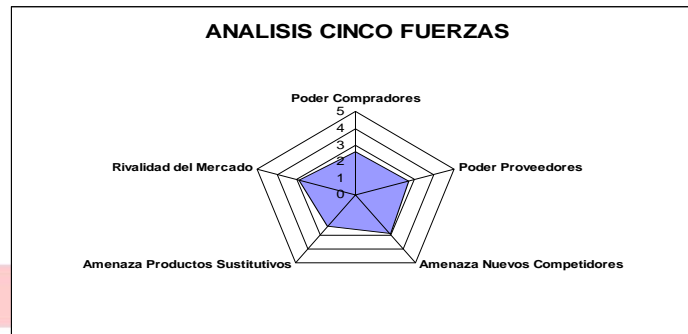 ANALISIS CINCO FUERZAS
Poder Compradores
5
4
3
2
1
0
Rivalidad del Mercado
Poder Proveedores
Amenaza Productos Sustitutivos
Amenaza Nuevos Competidores